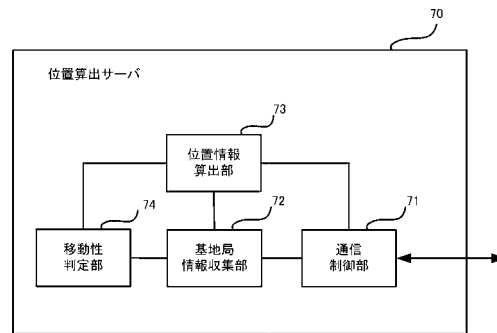 70
位置算出サーバ
73
位置情報
算出部
74
移動性
判定部
72
基地局
情報収集部
71
通信
制御部